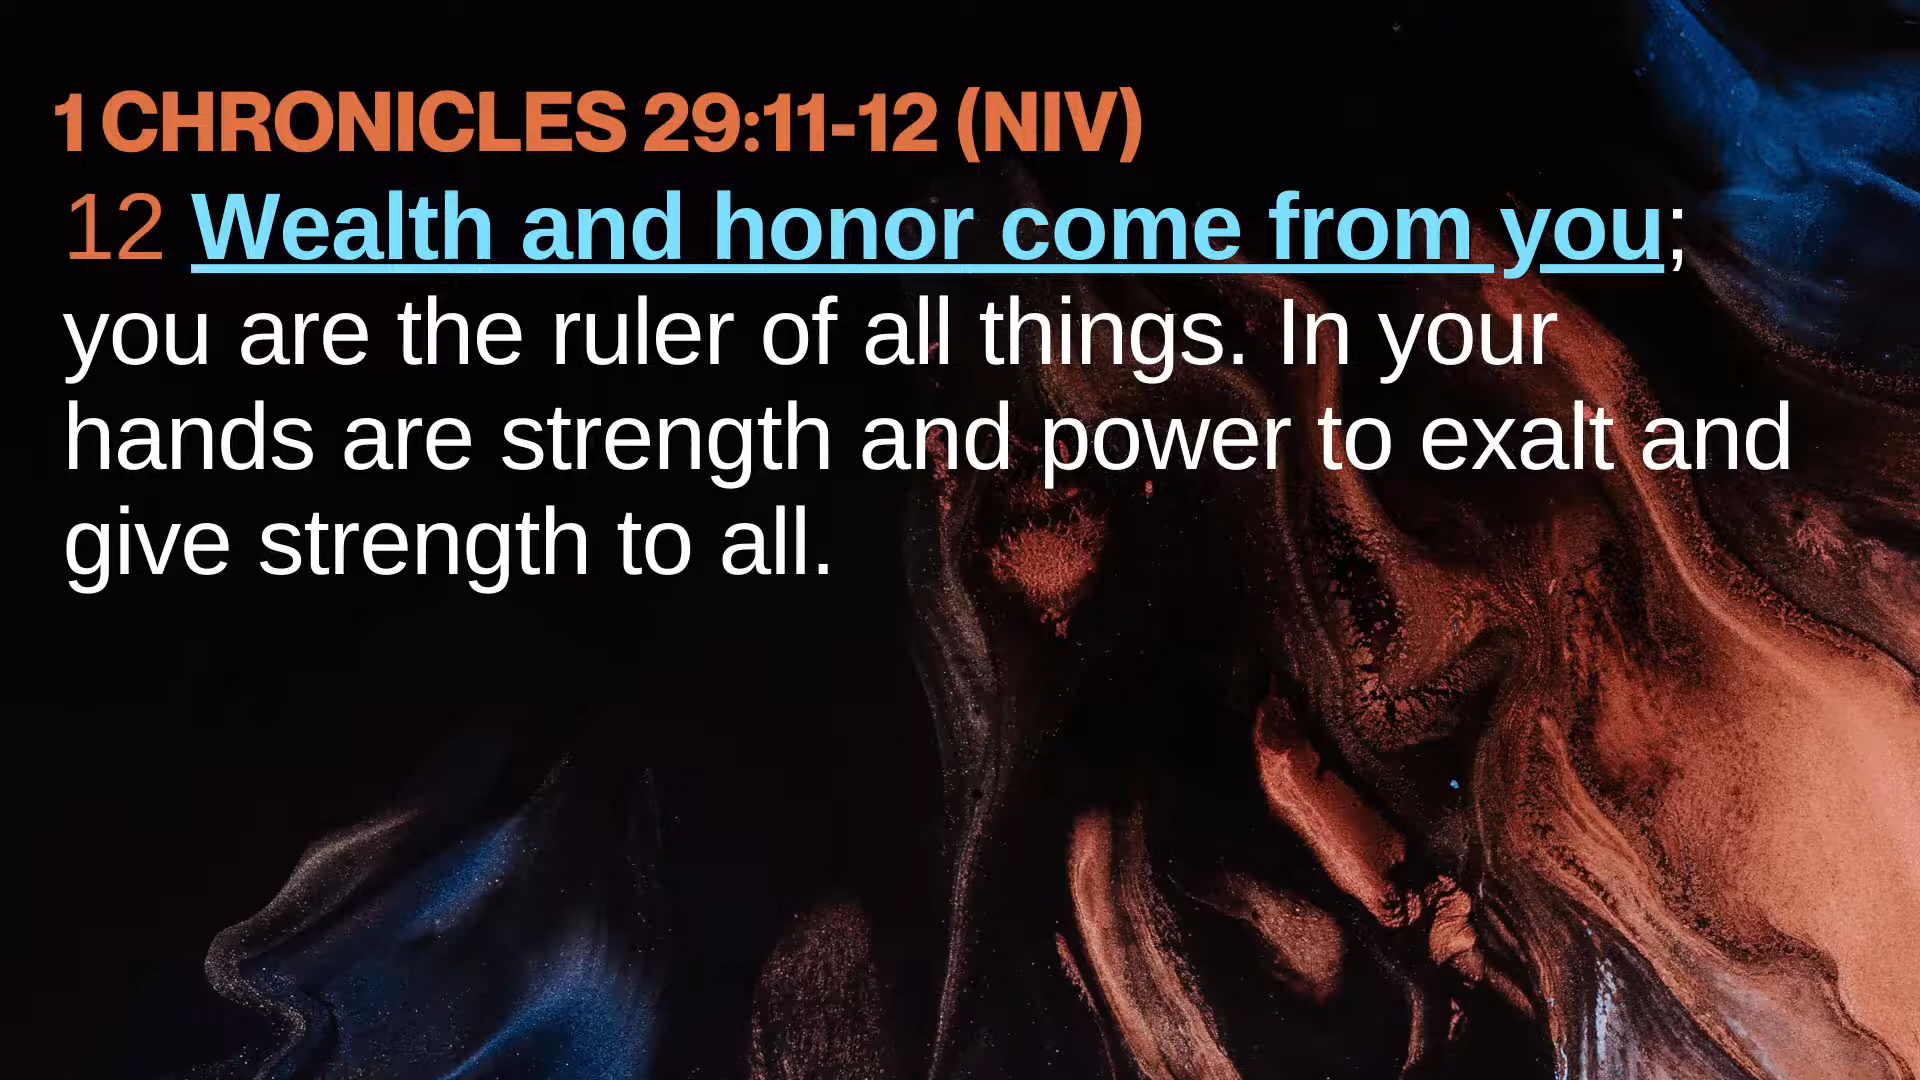 1 CHRONICLES 29:11-12 (NIV)
12 Wealth and honor come from you;
you are the ruler of all things. In your
hands are strength and power to exalt and
give strength to all.